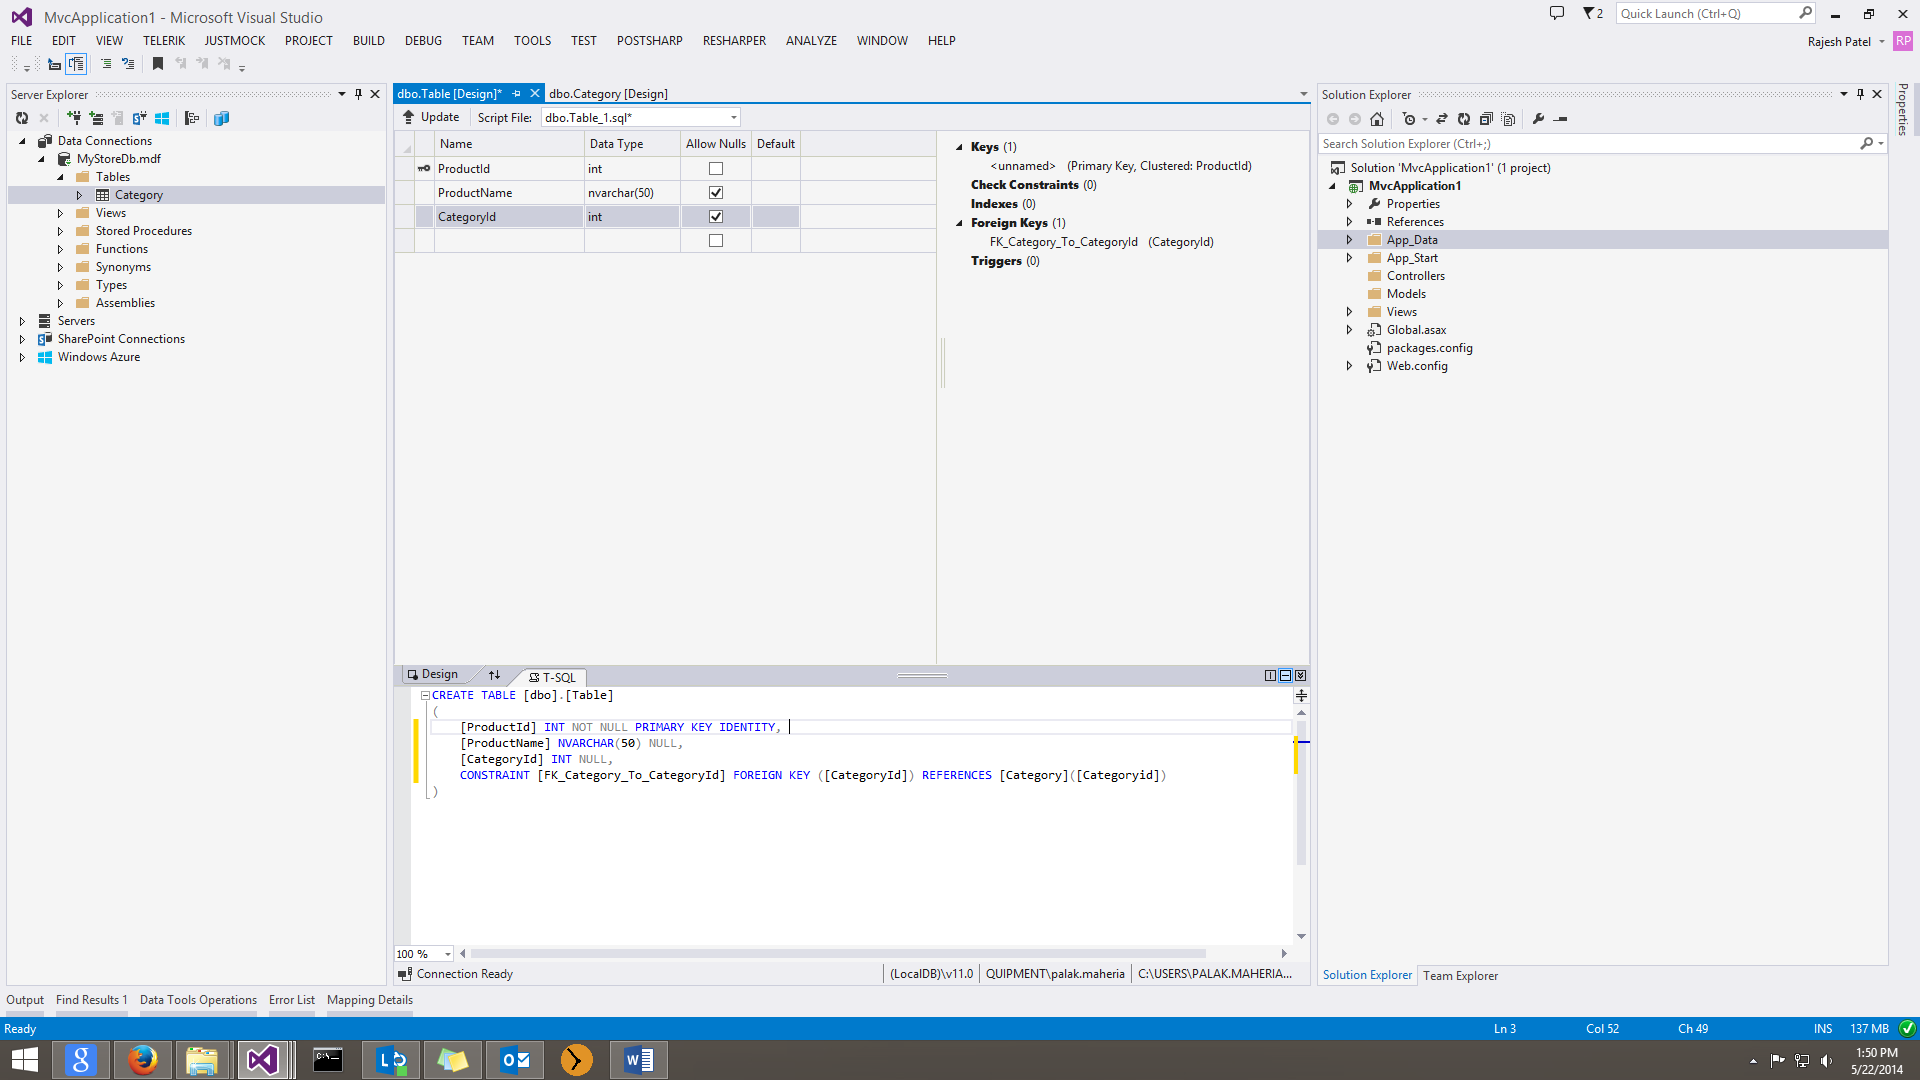 MvcApplication1 - Microsoft Visual Studio
2
Quick Launch (Ctrl+Q)
FILE EDIT VIEW TELERIK JUSTMOCK PROJECT BUILD DEBUG TEAM TOOLS TEST POSTSHARP RESHARPER ANALYZE WINDOW HELP
Rajesh Patel RP
Server Explorer
Data Connections
MyStoreDb.mdf
Tables
Category
Views
Stored Procedures
Functions
Synonyms
Types
Assemblies
Servers
SharePoint Connections
Windows Azure
dbo.Table [Design]* dbo.Category [Design]
Update Script File: dbo.Table_1.sql*
Name Data Type Allow Nulls Default
ProductId int
ProductName nvarchar(50)
CategoryId int
Keys (1)
<unnamed> (Primary Key, Clustered: ProductId)
Check Constraints (0)
Indexes (0)
Foreign Keys (1)
FK_Category_To_CategoryId (CategoryId)
Triggers (0)
Design T-SQL
CREATE TABLE [dbo].[Table]
(
[ProductId] INT NOT NULL PRIMARY KEY IDENTITY,
[ProductName] NVARCHAR(50) NULL,
[CategoryId] INT NULL,
CONSTRAINT [FK_Category_To_CategoryId] FOREIGN KEY ([CategoryId]) REFERENCES [Category]([Categoryid])
)
100 %
Connection Ready (LocalDB)\v11.0 QUIPMENT\palak.maheria C:\USERS\PALAK.MAHERIA...
Solution Explorer
Search Solution Explorer (Ctrl+;)
Solution 'MvcApplication1' (1 project)
MvcApplication1
Properties
References
App_Data
App_Start
Controllers
Models
Views
Global.asax
packages.config
Web.config
Solution Explorer Team Explorer
Properties
Output Find Results 1 Data Tools Operations Error List Mapping Details
Ready Ln 3 Col 52 Ch 49 INS 137 MB
1:50 PM
5/22/2014